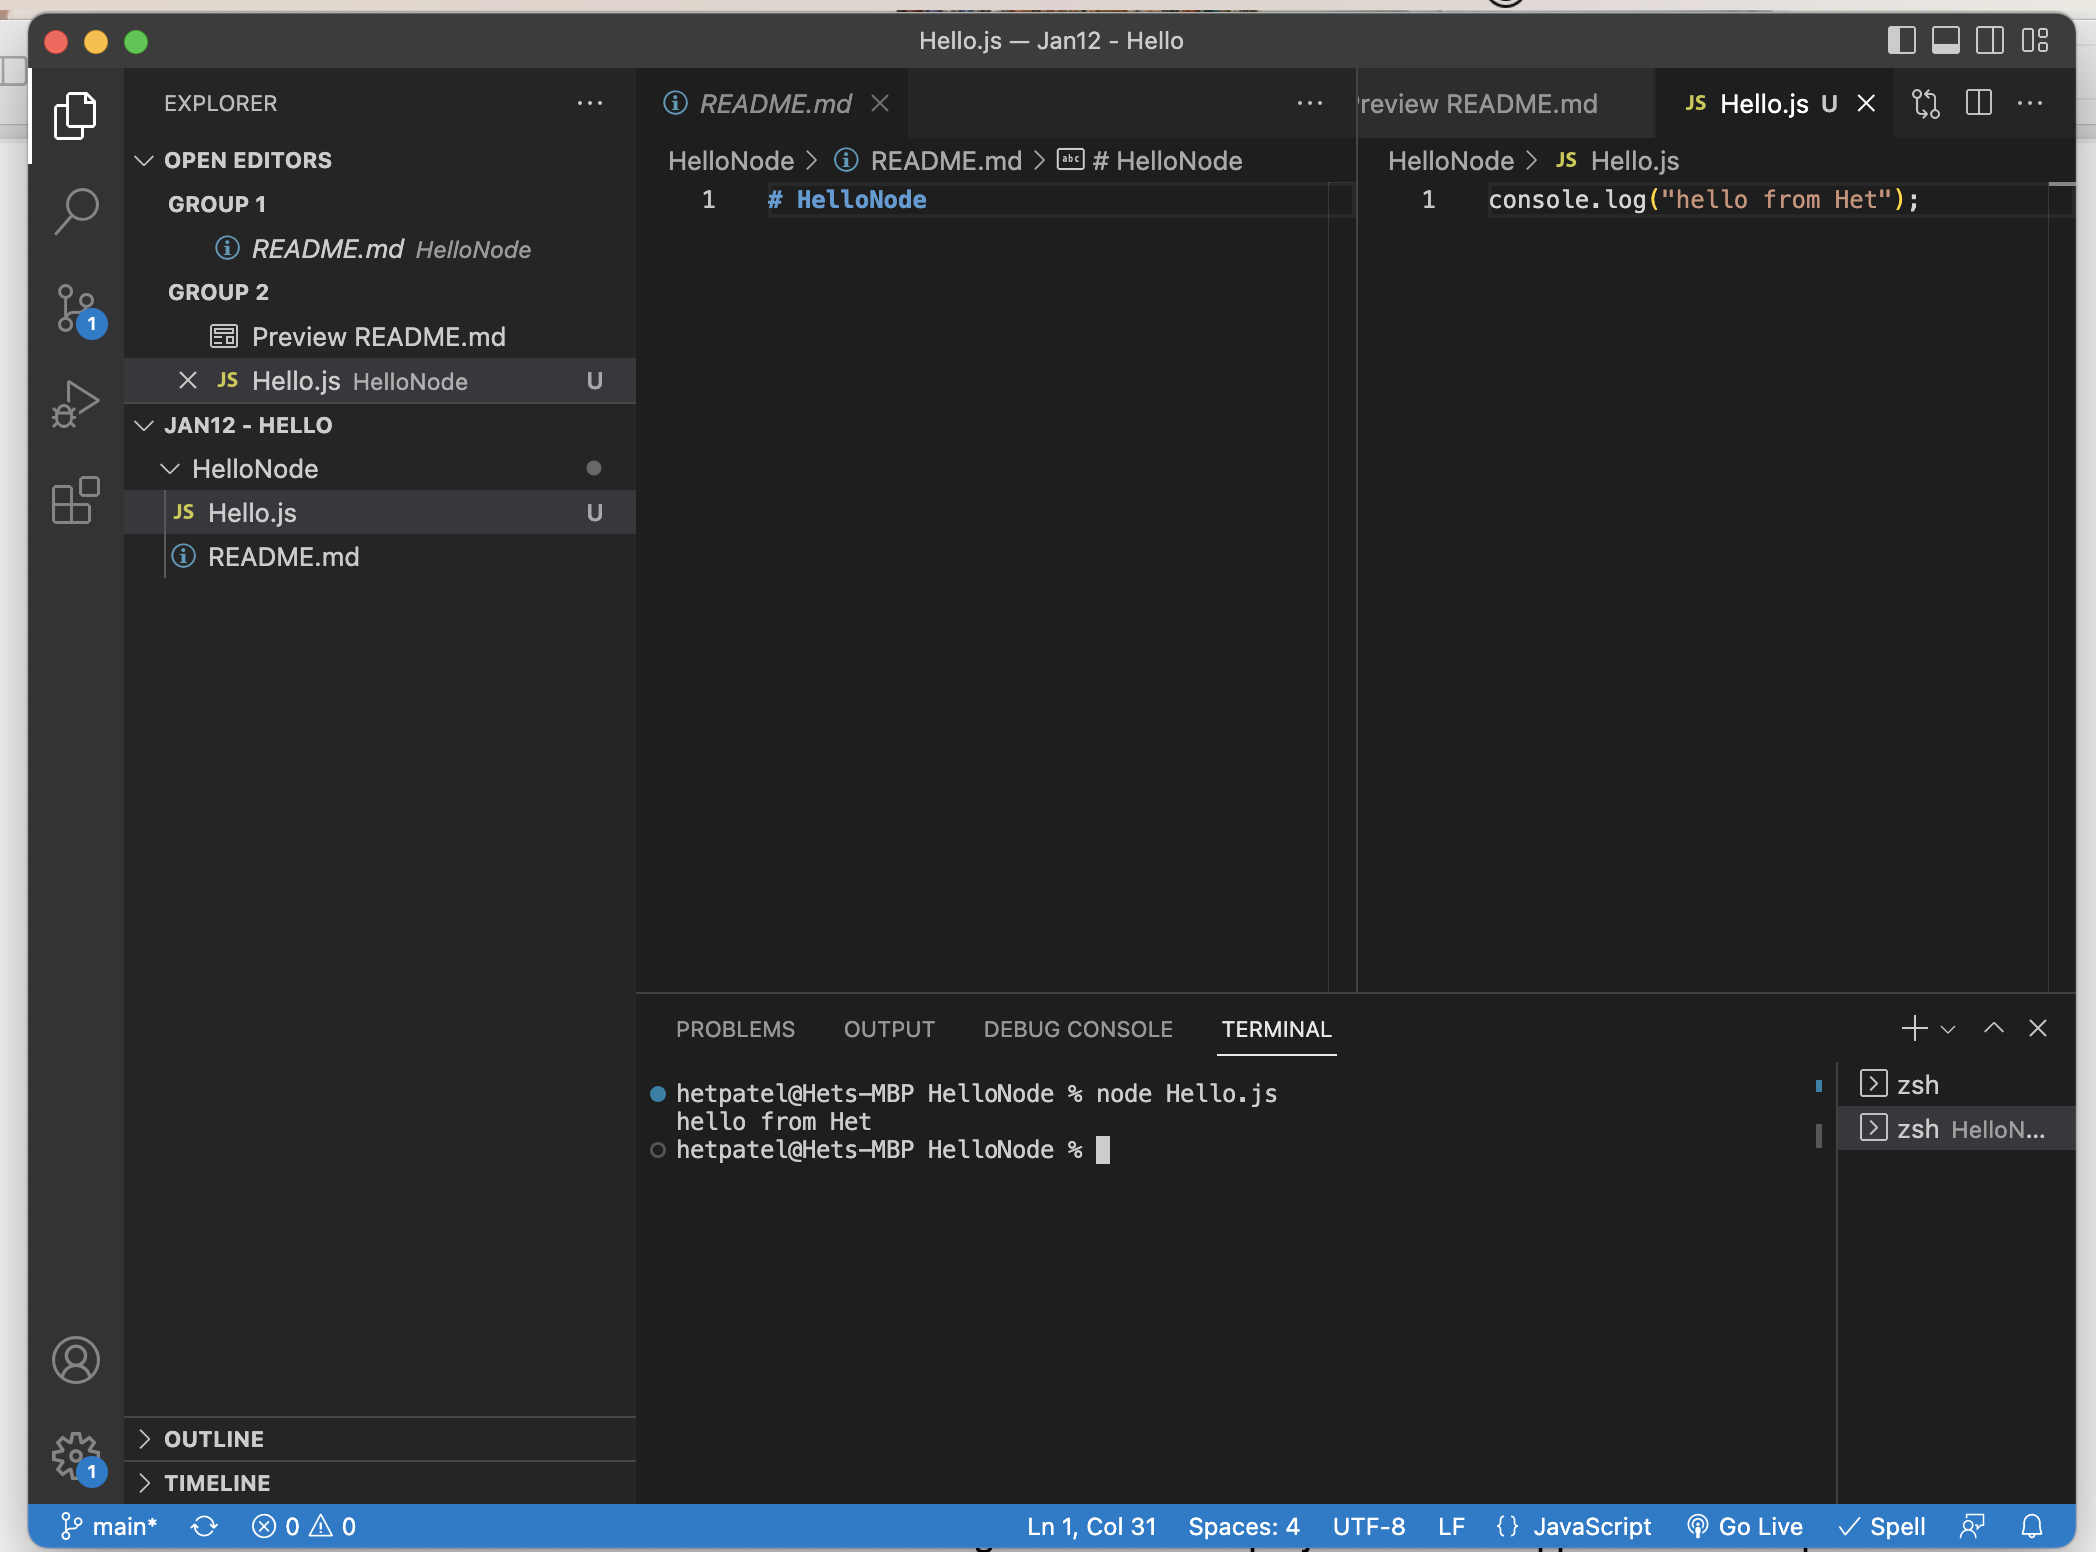 Hello.js — Jan12 - Hello
EXPLORER
OPEN EDITORS
GROUP 1
README.md HelloNode
GROUP 2
Preview README.md
JS Hello.js HelloNode U
JAN12 - HELLO
HelloNode
JS Hello.js U
README.md
OUTLINE
TIMELINE
1
1
README.md
HelloNode > README.md > abc # HelloNode
1 # HelloNode
review README.md
JS Hello.js U
HelloNode > JS Hello.js
1 console.log("hello from Het");
PROBLEMS OUTPUT DEBUG CONSOLE TERMINAL
hetpatel@Hets-MBP HelloNode % node Hello.js
hello from Het
hetpatel@Hets-MBP HelloNode %
zsh
zsh HelloN...
main* 0 0 Ln 1, Col 31 Spaces: 4 UTF-8 LF {} JavaScript Go Live Spell